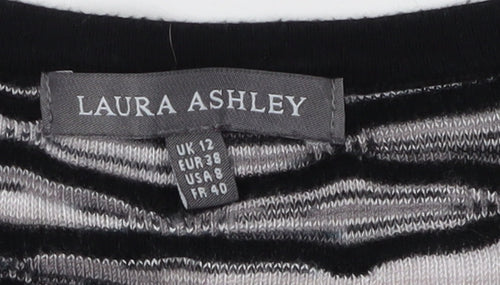 LAURA ASHLEY
UK 12
EUR 38
USA 8
FR 40